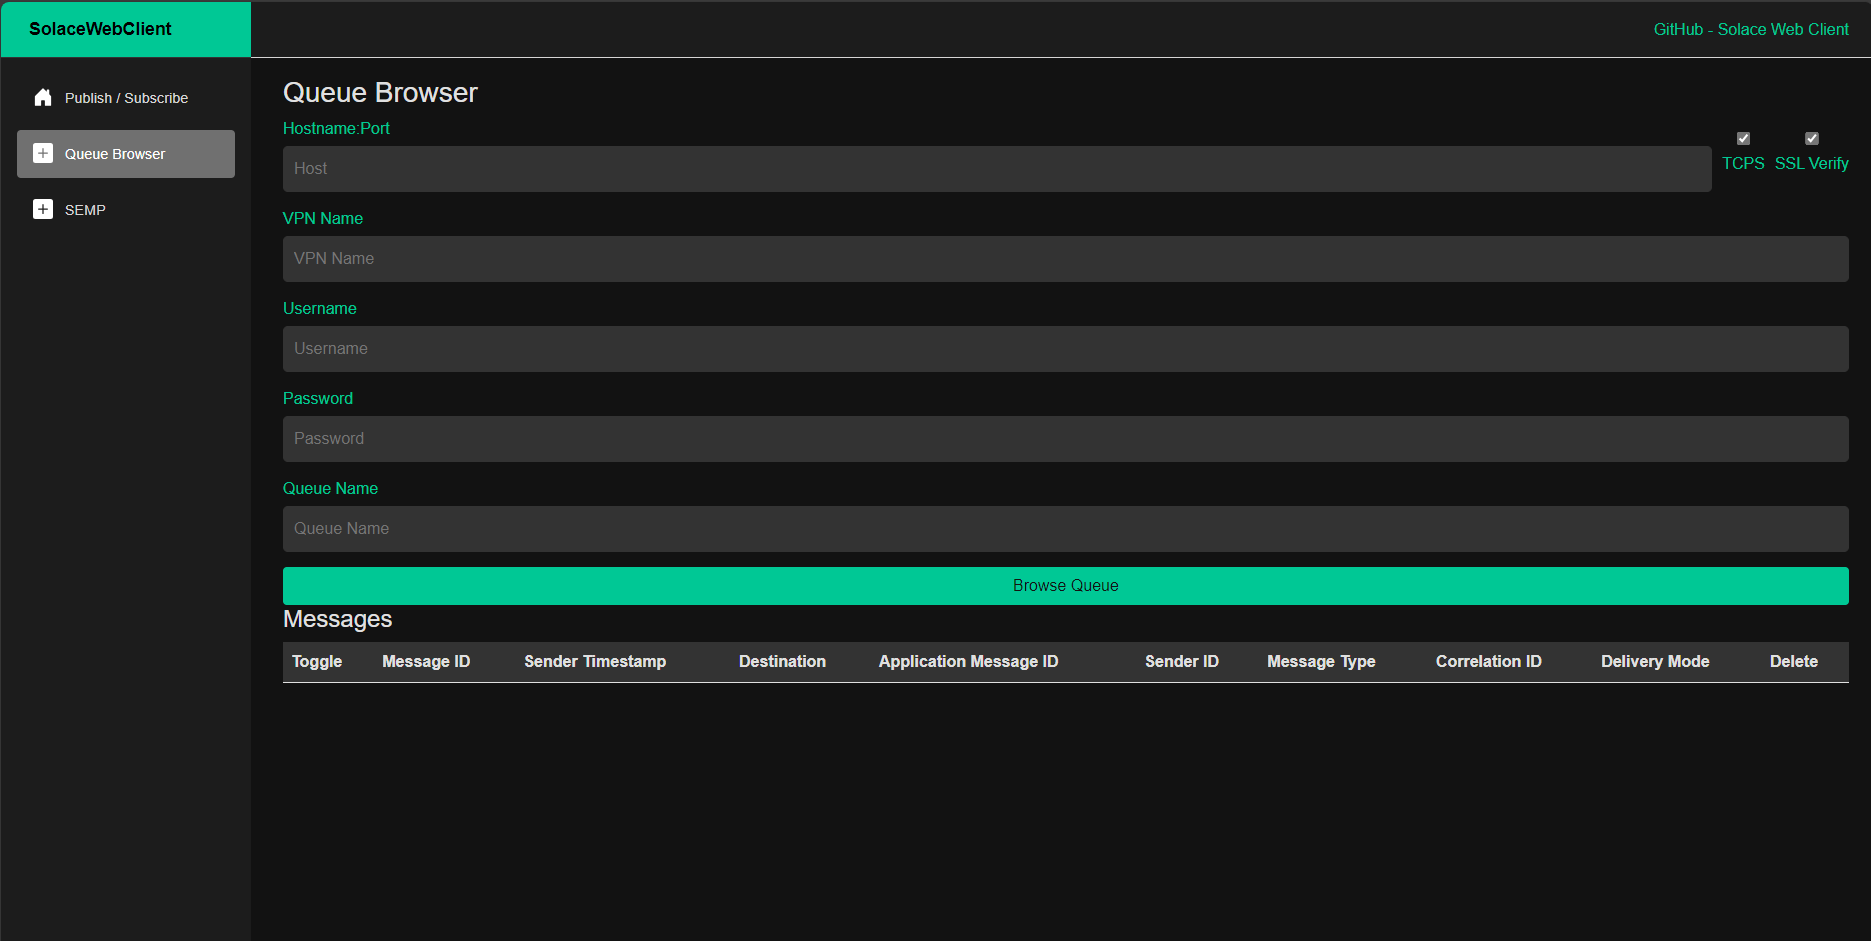 SolaceWebClient
GitHub - Solace Web Client
Publish / Subscribe
Queue Browser
SEMP
Queue Browser
Hostname:Port
Host
TCPS
SSL Verify
VPN Name
VPN Name
Username
Username
Password
Password
Queue Name
Queue Name
Browse Queue
Messages
Toggle Message ID Sender Timestamp Destination Application Message ID Sender ID Message Type Correlation ID Delivery Mode Delete